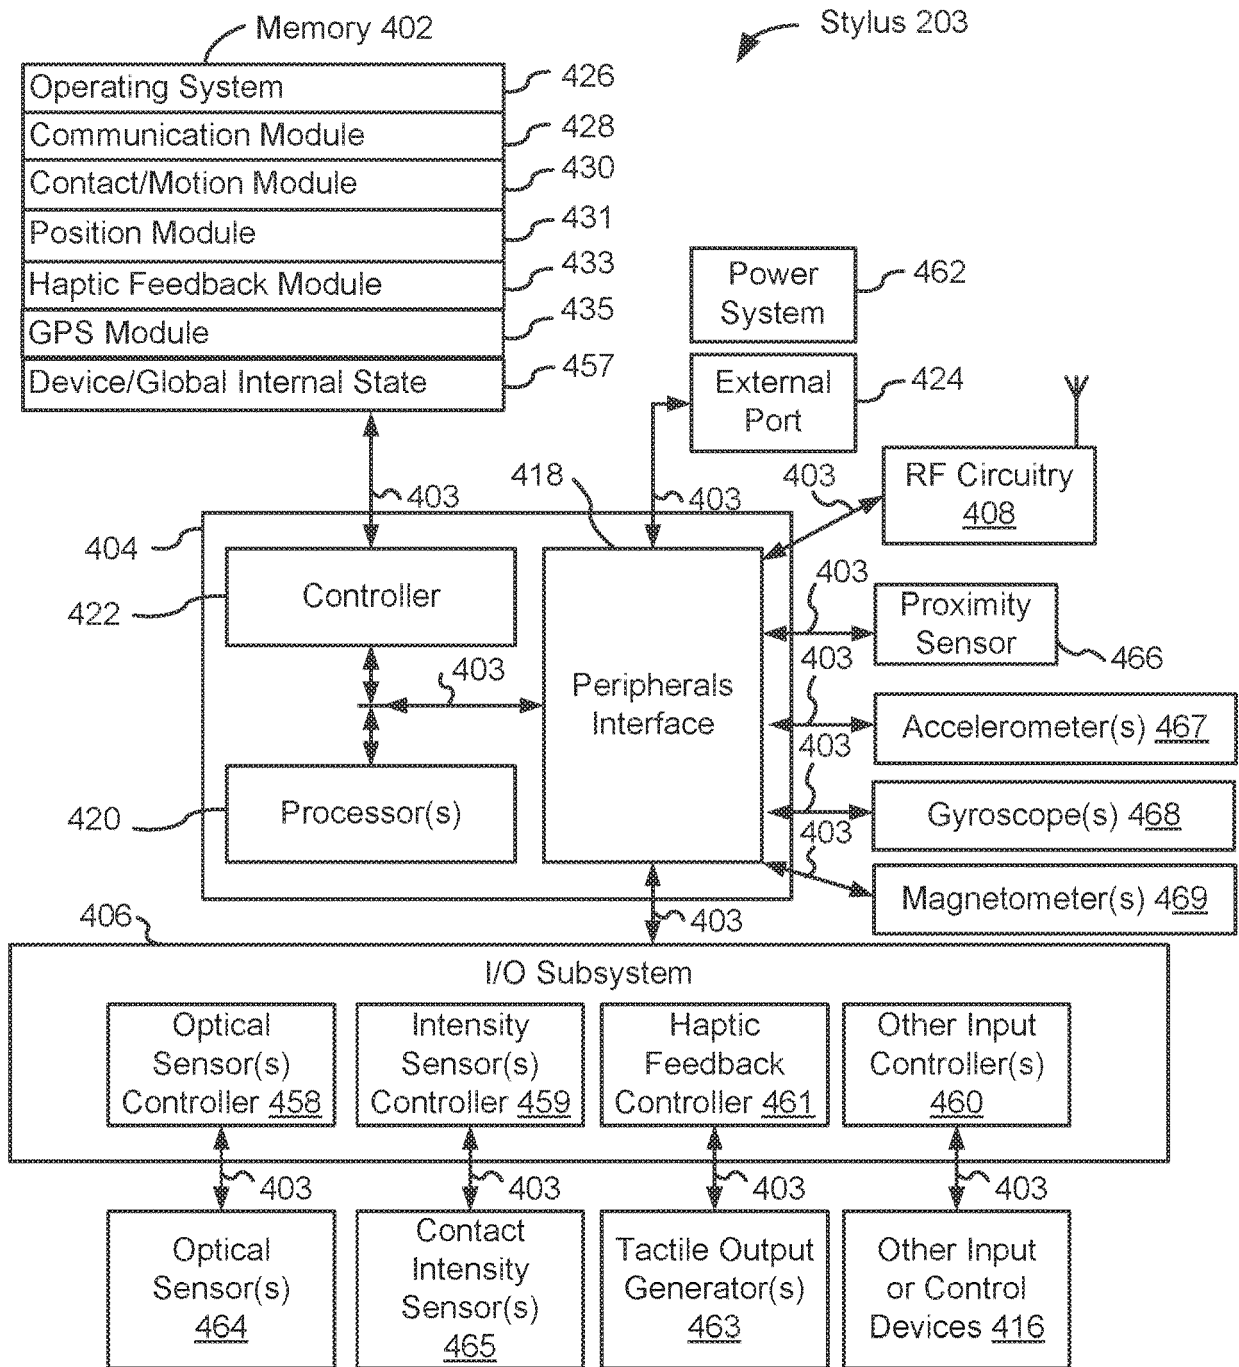 Memory 402
Stylus 203
Operating System
426
Communication Module
428
Contact/Motion Module
430
Position Module
431
Haptic Feedback Module
433
GPS Module
435
Device/Global Internal State
457
Power
System
462
External
Port
424
RF Circuitry
408
403
403
418
403
404
Controller
422
403
Peripherals
Interface
Processor(s)
420
403
Proximity
Sensor
466
403
Accelerometer(s) 467
403
Gyroscope(s) 468
403
Magnetometer(s) 469
403
406
I/O Subsystem
Optical
Sensor(s)
Controller 458
Intensity
Sensor(s)
Controller 459
Haptic
Feedback
Controller 461
Other Input
Controller(s)
460
403
403
403
403
Optical
Sensor(s)
464
Contact
Intensity
Sensor(s)
465
Tactile Output
Generator(s)
463
Other Input
or Control
Devices 416